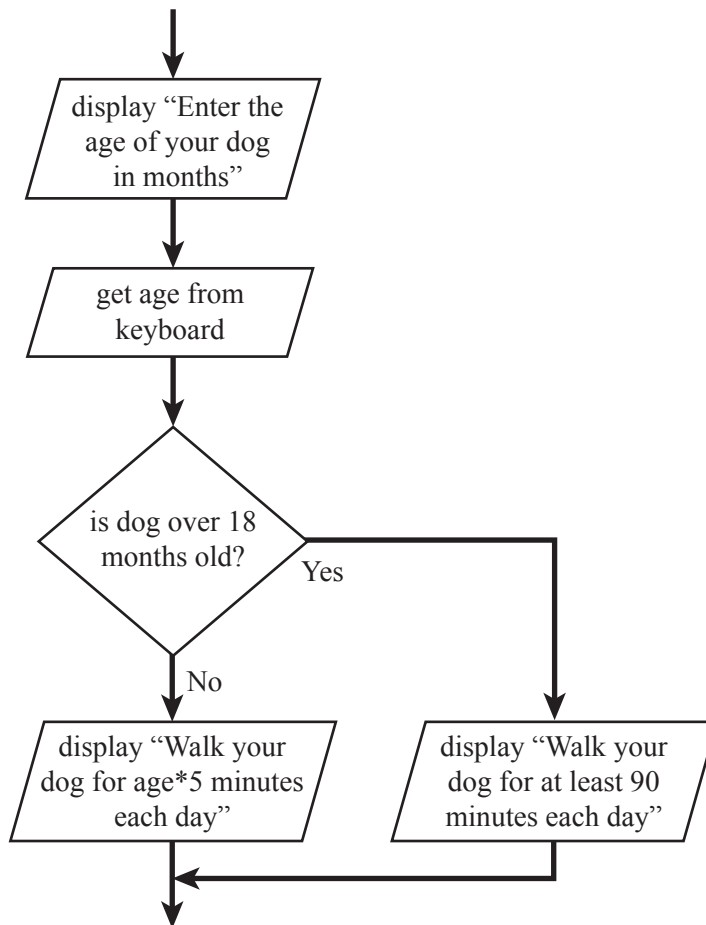 display “Enter the
age of your dog
in months”
get age from
keyboard
is dog over 18
months old?
Yes
No
display “Walk your
dog for age*5 minutes
each day”
display “Walk your
dog for at least 90
minutes each day”